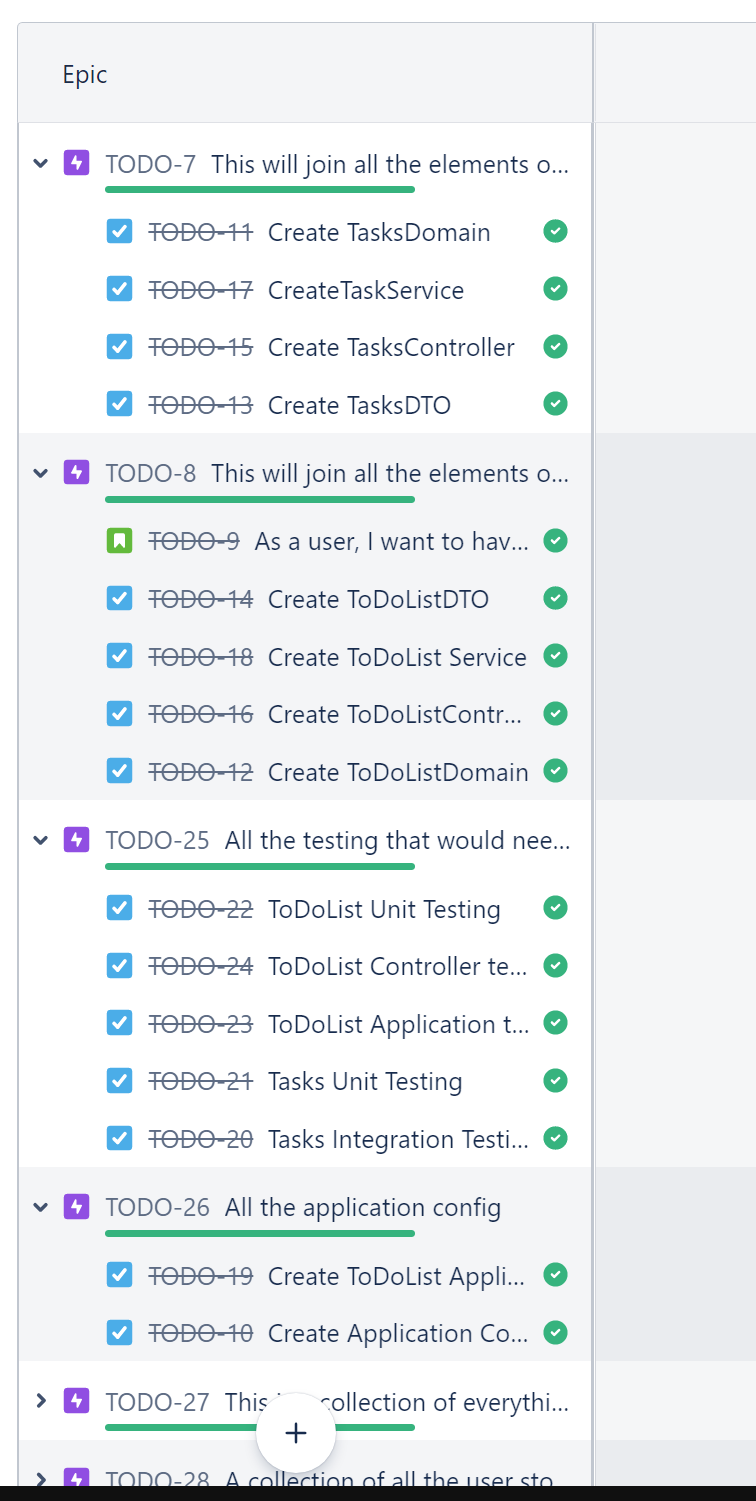 Epic
TODO-7 This will join all the elements o...
TODO-11 Create TasksDomain
TODO-17 CreateTaskService
TODO-15 Create TasksController
TODO-13 Create TasksDTO
TODO-8 This will join all the elements o...
TODO-9 As a user, I want to hav...
TODO-14 Create ToDoListDTO
TODO-18 Create ToDoList Service
TODO-16 Create ToDoListContr...
TODO-12 Create ToDoListDomain
TODO-25 All the testing that would nee...
TODO-22 ToDoList Unit Testing
TODO-24 ToDoList Controller te...
TODO-23 ToDoList Application t...
TODO-21 Tasks Unit Testing
TODO-20 Tasks Integration Testi...
TODO-26 All the application config
TODO-19 Create ToDoList Appli...
TODO-10 Create Application Co...
TODO-27 This collection of everythi...
TODO-28 A collection of all the user sto...